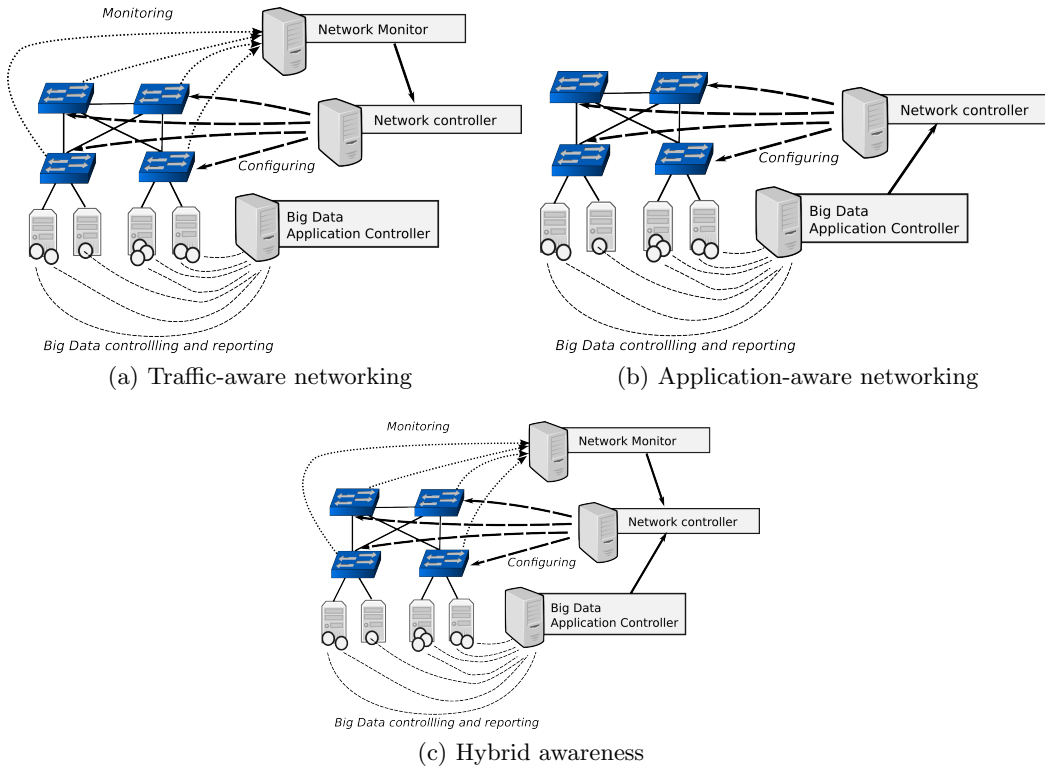 Monitoring
Network Monitor
Network controller
Configuring
Big Data
Application Controller
Big Data controllling and reporting
(a) Traffic-aware networking
Network controller
Configuring
Big Data
Application Controller
Big Data controllling and reporting
(b) Application-aware networking
Monitoring
Network Monitor
Network controller
Configuring
Big Data
Application Controller
Big Data controllling and reporting
(c) Hybrid awareness